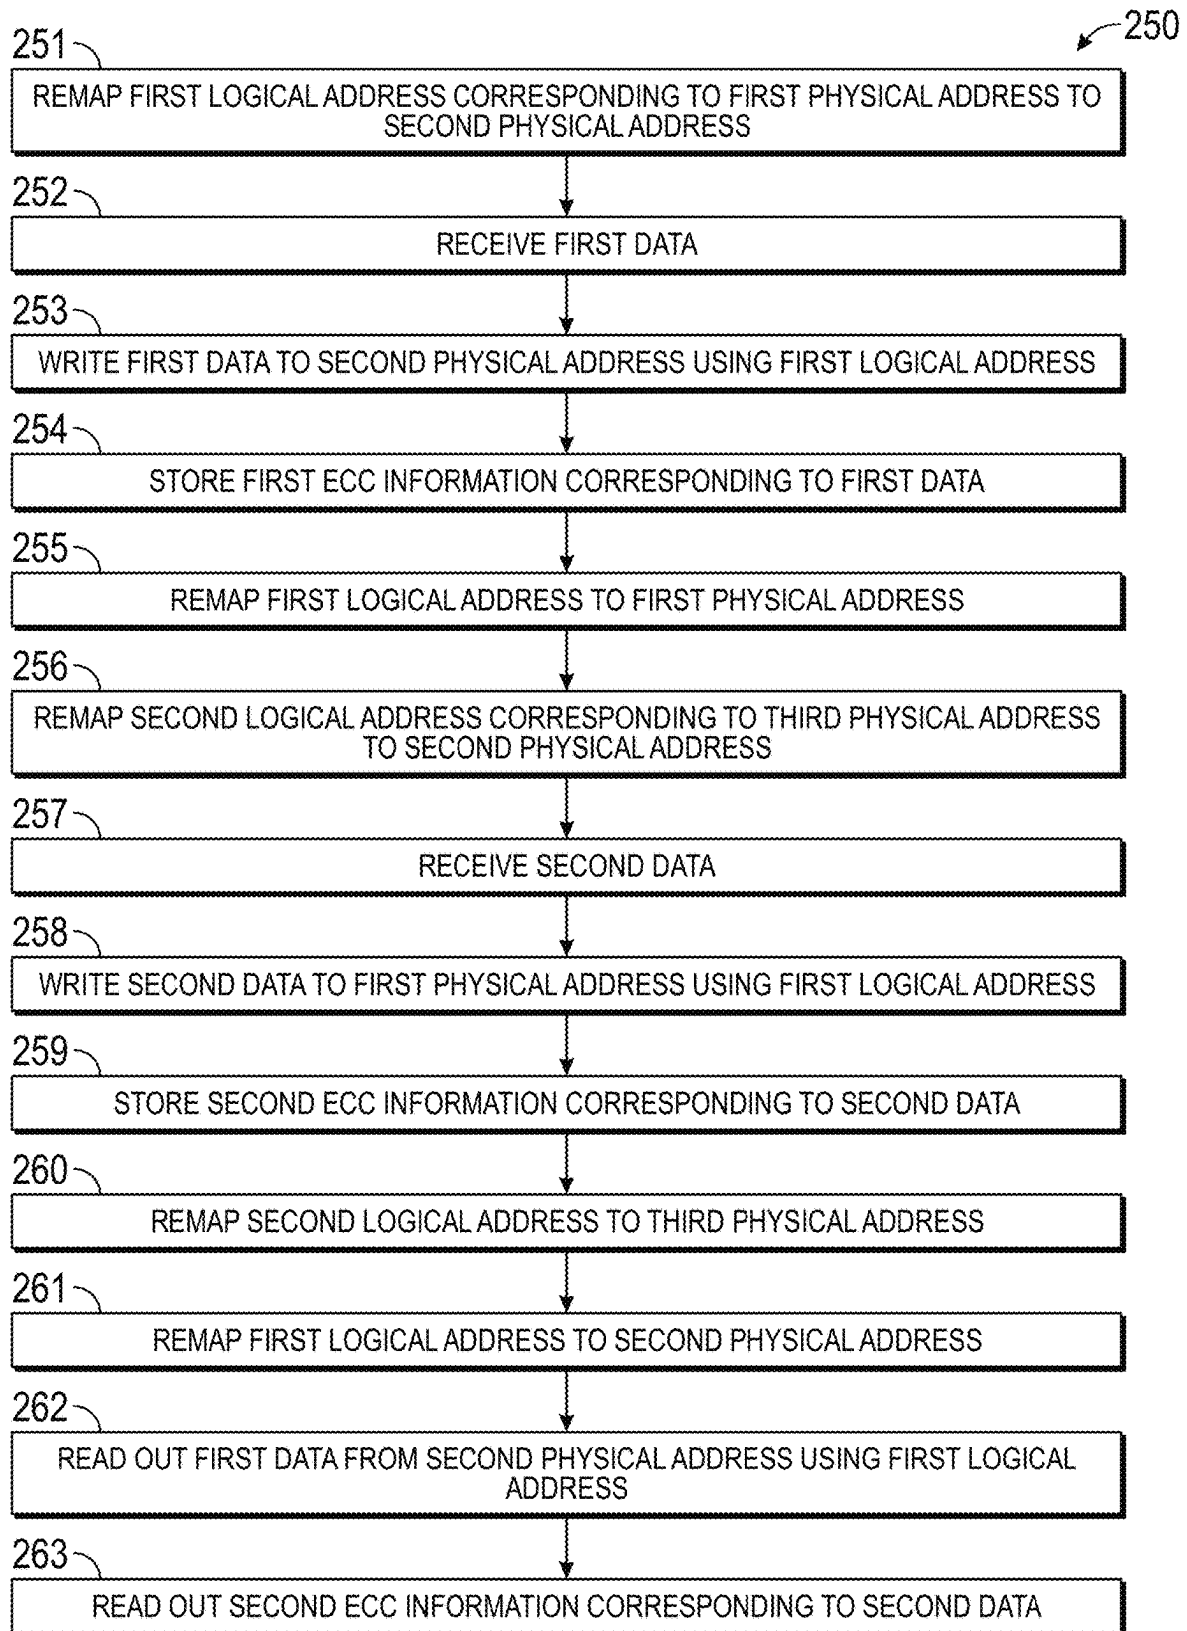 250
251
REMAP FIRST LOGICAL ADDRESS CORRESPONDING TO FIRST PHYSICAL ADDRESS TO
SECOND PHYSICAL ADDRESS
252
RECEIVE FIRST DATA
253
WRITE FIRST DATA TO SECOND PHYSICAL ADDRESS USING FIRST LOGICAL ADDRESS
254
STORE FIRST ECC INFORMATION CORRESPONDING TO FIRST DATA
255
REMAP FIRST LOGICAL ADDRESS TO FIRST PHYSICAL ADDRESS
256
REMAP SECOND LOGICAL ADDRESS CORRESPONDING TO THIRD PHYSICAL ADDRESS
TO SECOND PHYSICAL ADDRESS
257
RECEIVE SECOND DATA
258
WRITE SECOND DATA TO FIRST PHYSICAL ADDRESS USING FIRST LOGICAL ADDRESS
259
STORE SECOND ECC INFORMATION CORRESPONDING TO SECOND DATA
260
REMAP SECOND LOGICAL ADDRESS TO THIRD PHYSICAL ADDRESS
261
REMAP FIRST LOGICAL ADDRESS TO SECOND PHYSICAL ADDRESS
262
READ OUT FIRST DATA FROM SECOND PHYSICAL ADDRESS USING FIRST LOGICAL
ADDRESS
263
READ OUT SECOND ECC INFORMATION CORRESPONDING TO SECOND DATA